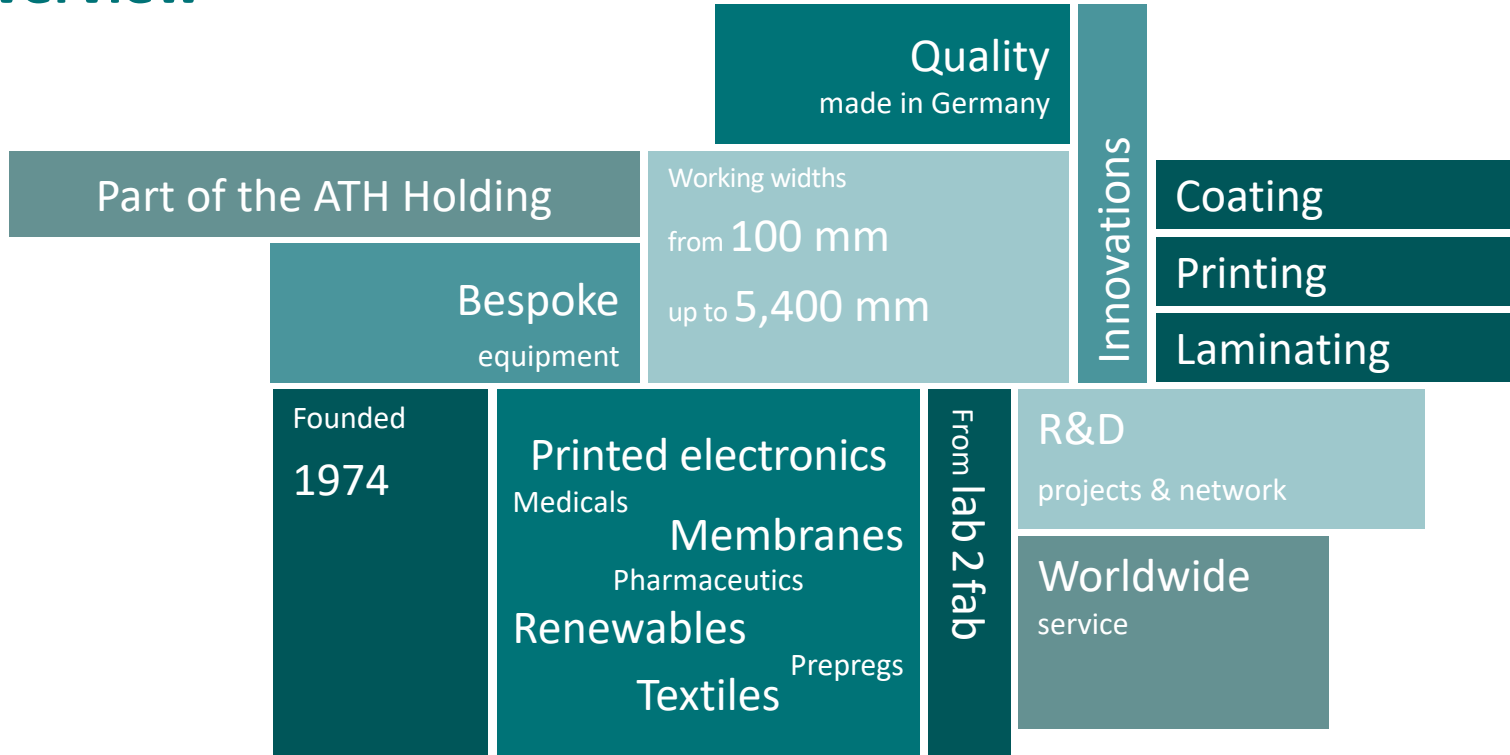 Quality
made in Germany
Innovations
Part of the ATH Holding
Working widths
from 100 mm
up to 5,400 mm
Coating
Printing
Laminating
Bespoke
equipment
Founded
1974
Printed electronics
Medicals
Membranes
Pharmaceutics
Renewables
Prepregs
Textiles
From lab 2 fab
R&D
projects & network
Worldwide
service